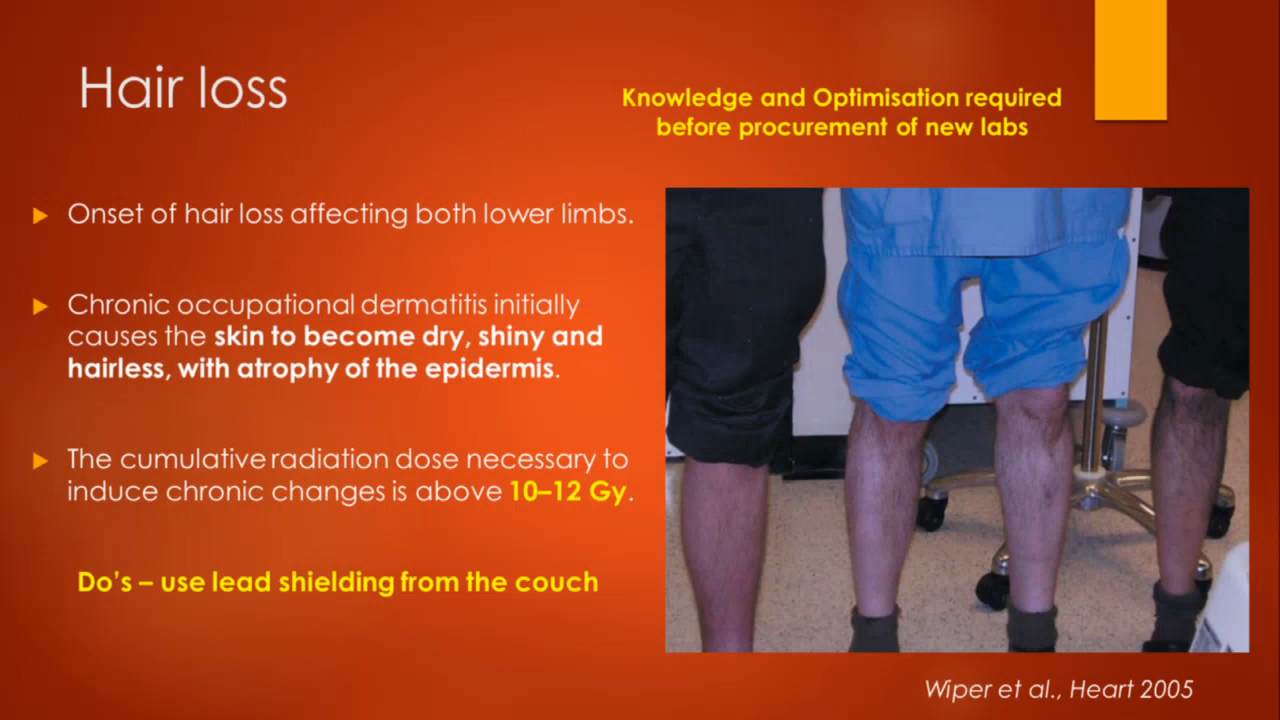 Hair loss
Knowledge and Optimisation required
before procurement of new labs
Onset of hair loss affecting both lower limbs.
Chronic occupational dermatitis initially
causes the skin to become dry, shiny and
hairless, with atrophy of the epidermis.
The cumulative radiation dose necessary to
induce chronic changes is above 10–12 Gy.
Do's – use lead shielding from the couch
Wiper et al., Heart 2005